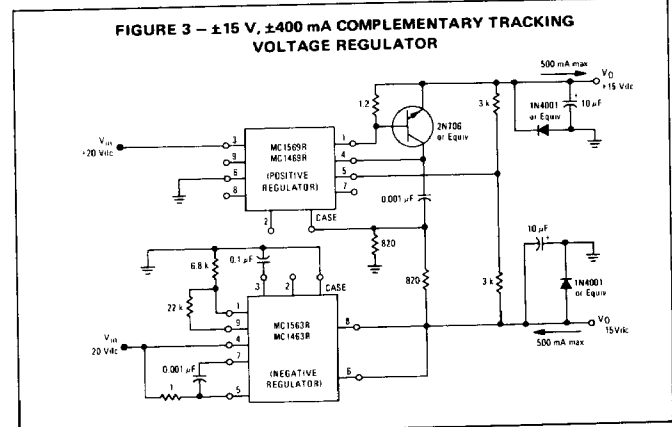 FIGURE 3 – ±15 V, ±400 mA COMPLEMENTARY TRACKING
VOLTAGE REGULATOR
500 mA max
VO
+15 Vdc
1.2
2N706
or Equiv
3 k
1N4001
or Equiv
+
10 µF
Vin
+20 Vdc
3
9
6
8
MC1569R
MC1469R
(POSITIVE
REGULATOR)
1
4
5
7
2
CASE
0.001 µF
820
820
3 k
10 µF
+
1N4001
or Equiv
6.8 k
0.1 µF
3
2
CASE
22 k
1
9
4
7
5
MC1563R
MC1463R
(NEGATIVE
REGULATOR)
8
6
Vin
20 Vdc
0.001 µF
1
VO
15 Vdc
500 mA max